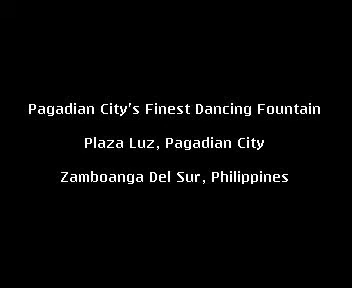 Pagadian City's Finest Dancing Fountain
Plaza Luz, Pagadian City
Zamboanga Del Sur, Philippines